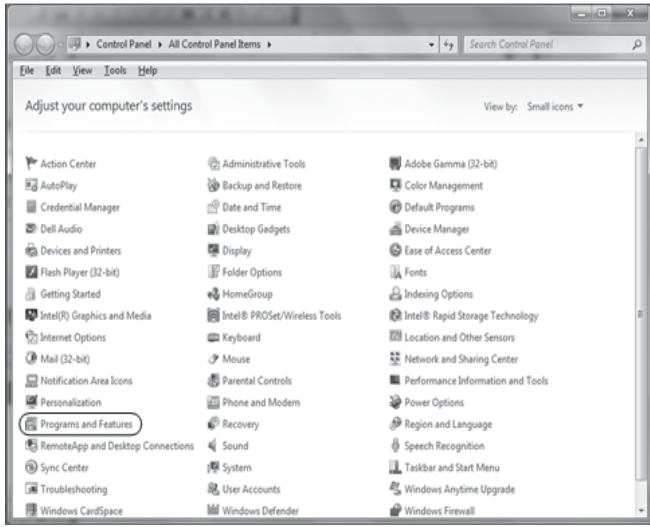 Control Panel All Control Panel Items Search Control Panel
File Edit View Tools Help
Adjust your computer's settings View by: Small icons
Action Center Administrative Tools Adobe Gamma (32-bit)
AutoPlay Backup and Restore Color Management
Credential Manager Date and Time Default Programs
Dell Audio Desktop Gadgets Device Manager
Devices and Printers Display Ease of Access Center
Flash Player (32-bit) Folder Options Fonts
Getting Started HomeGroup Indexing Options
Intel(R) Graphics and Media Intel® PROSet/Wireless Tools Intel® Rapid Storage Technology
Internet Options Keyboard Location and Other Sensors
Mail (32-bit) Mouse Network and Sharing Center
Notification Area Icons Parental Controls Performance Information and Tools
Personalization Phone and Modem Power Options
Programs and Features Recovery Region and Language
RemoteApp and Desktop Connections Sound Speech Recognition
Sync Center System Taskbar and Start Menu
Troubleshooting User Accounts Windows Anytime Upgrade
Windows CardSpace Windows Defender Windows Firewall